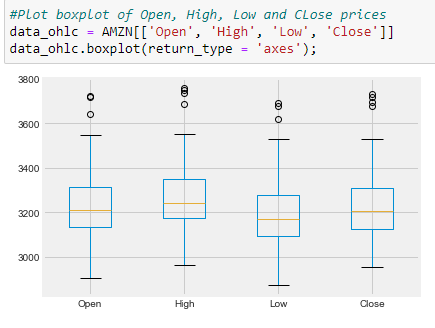 #Plot boxplot of Open, High, Low and CLose prices
data_ohlc = AMZN[['Open', 'High', 'Low', 'Close']]
data_ohlc.boxplot(return_type = 'axes');
3800
3600
3400
3200
3000
Open High Low Close